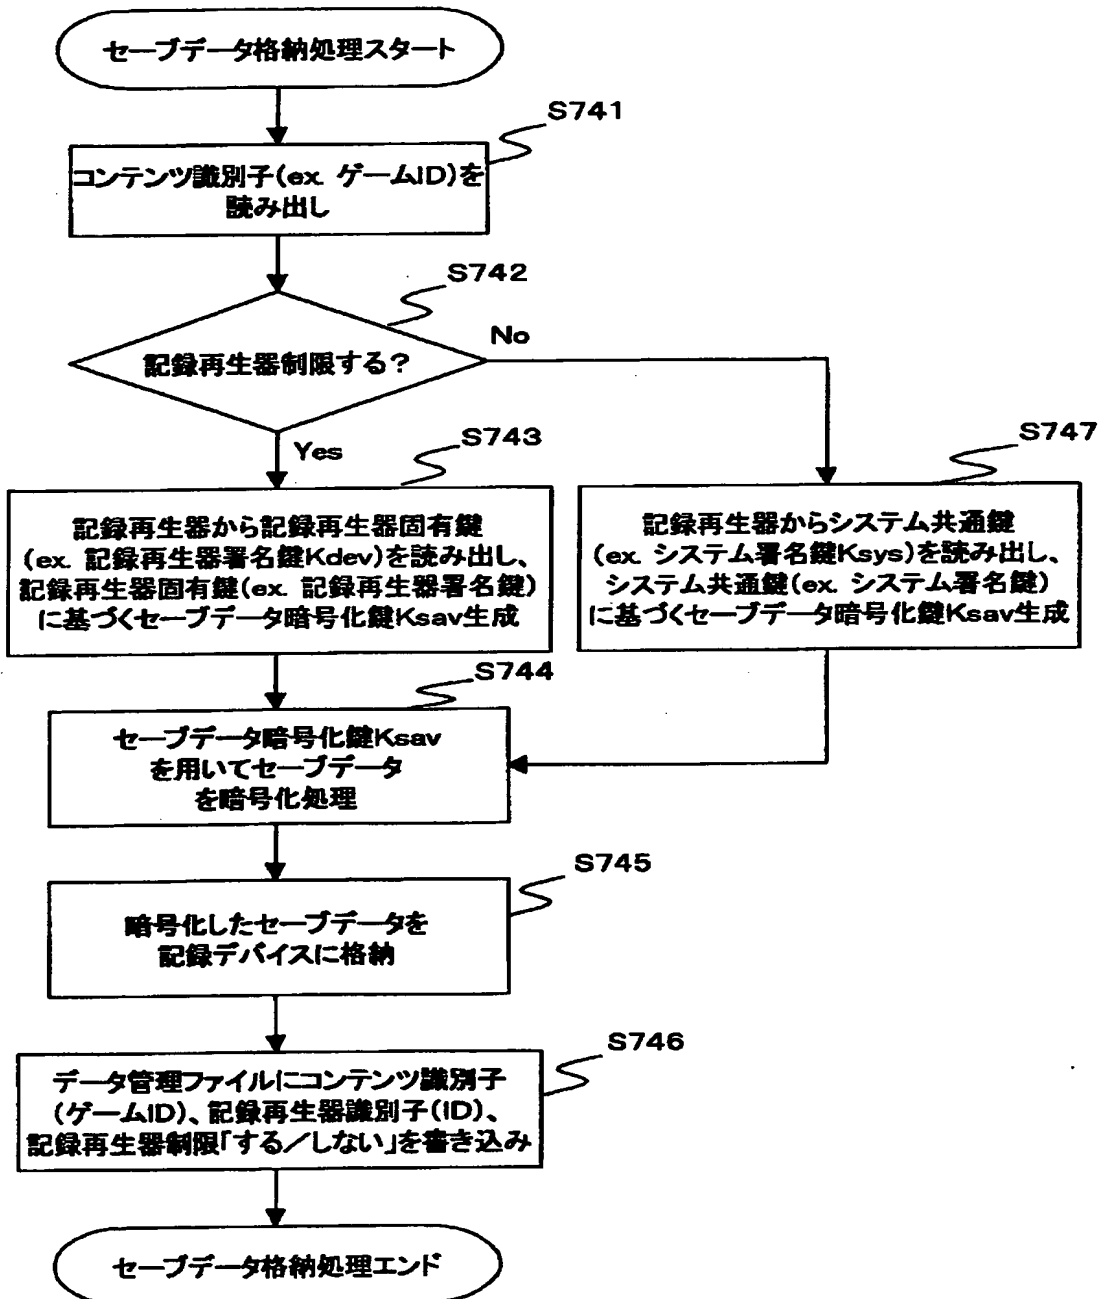 セーブデータ格納処理スタート
S741
コンテンツ識別子(ex. ゲームID)を
読み出し
S742
記録再生器制限する?
No
Yes
S743
記録再生器から記録再生器固有鍵
(ex. 記録再生器署名鍵Kdev)を読み出し、
記録再生器固有鍵(ex. 記録再生器署名鍵)
に基づくセーブデータ暗号化鍵Ksav生成
S747
記録再生器からシステム共通鍵
(ex. システム署名鍵Ksys)を読み出し、
システム共通鍵(ex. システム署名鍵)
に基づくセーブデータ暗号化鍵Ksav生成
S744
セーブデータ暗号化鍵Ksav
を用いてセーブデータ
を暗号化処理
S745
暗号化したセーブデータを
記録デバイスに格納
S746
データ管理ファイルにコンテンツ識別子
(ゲームID)、記録再生器識別子(ID)、
記録再生器制限「する/しない」を書き込み
セーブデータ格納処理エンド